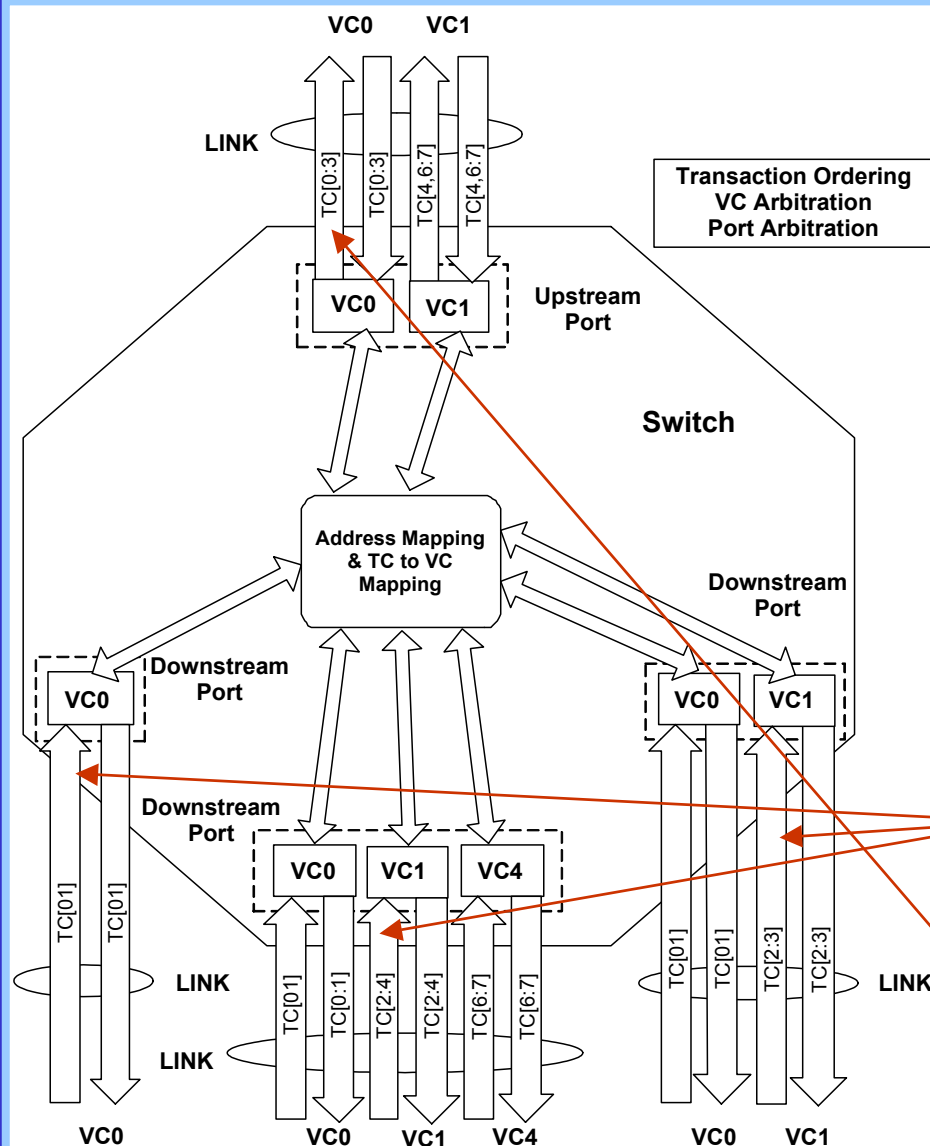 VC0 VC1
LINK
TC[0:3] TC[0:3] TC[4,6:7] TC[4,6:7]
Transaction Ordering
VC Arbitration
Port Arbitration
VC0 VC1
Upstream
Port
Switch
Address Mapping
& TC to VC
Mapping
Downstream
Port
Downstream
Port
VC0
VC0 VC1
Downstream
Port
VC0 VC1 VC4
TC[01] TC[01]
TC[01] TC[0:1] TC[2:4] TC[2:4] TC[6:7] TC[6:7]
TC[01] TC[01] TC[2:3] TC[2:3]
LINK
LINK
LINK
VC0
VC0 VC1 VC4
VC0 VC1